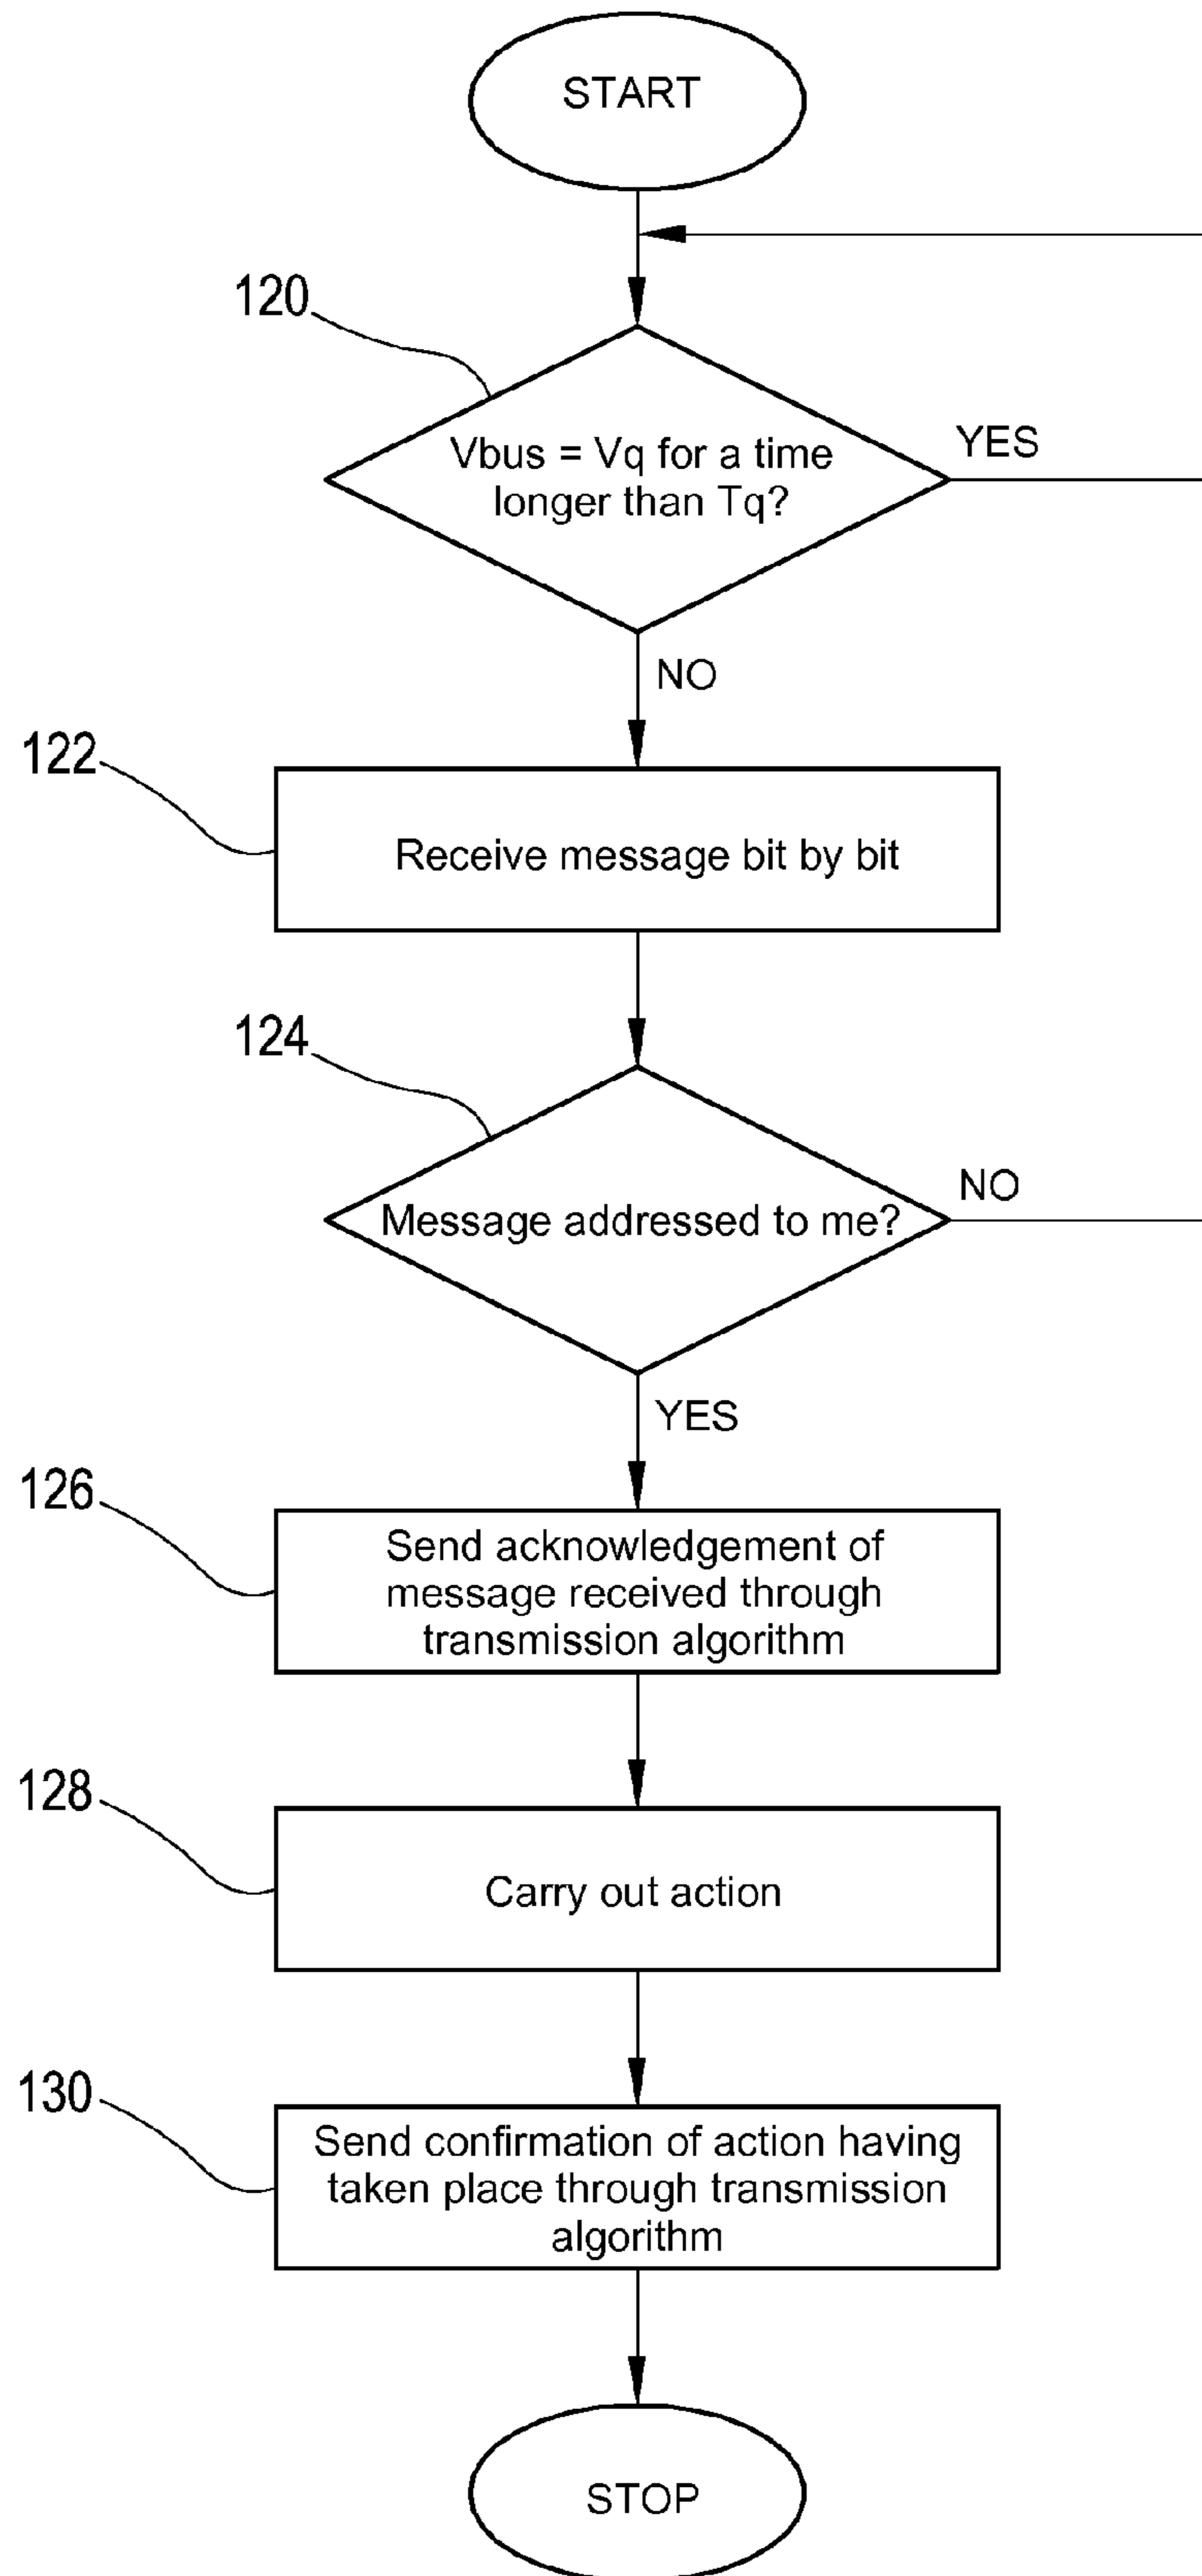 START
120
Vbus = Vq for a time
longer than Tq?
YES
NO
122
Receive message bit by bit
124
Message addressed to me?
NO
YES
126
Send acknowledgement of
message received through
transmission algorithm
128
Carry out action
130
Send confirmation of action having
taken place through transmission
algorithm
STOP